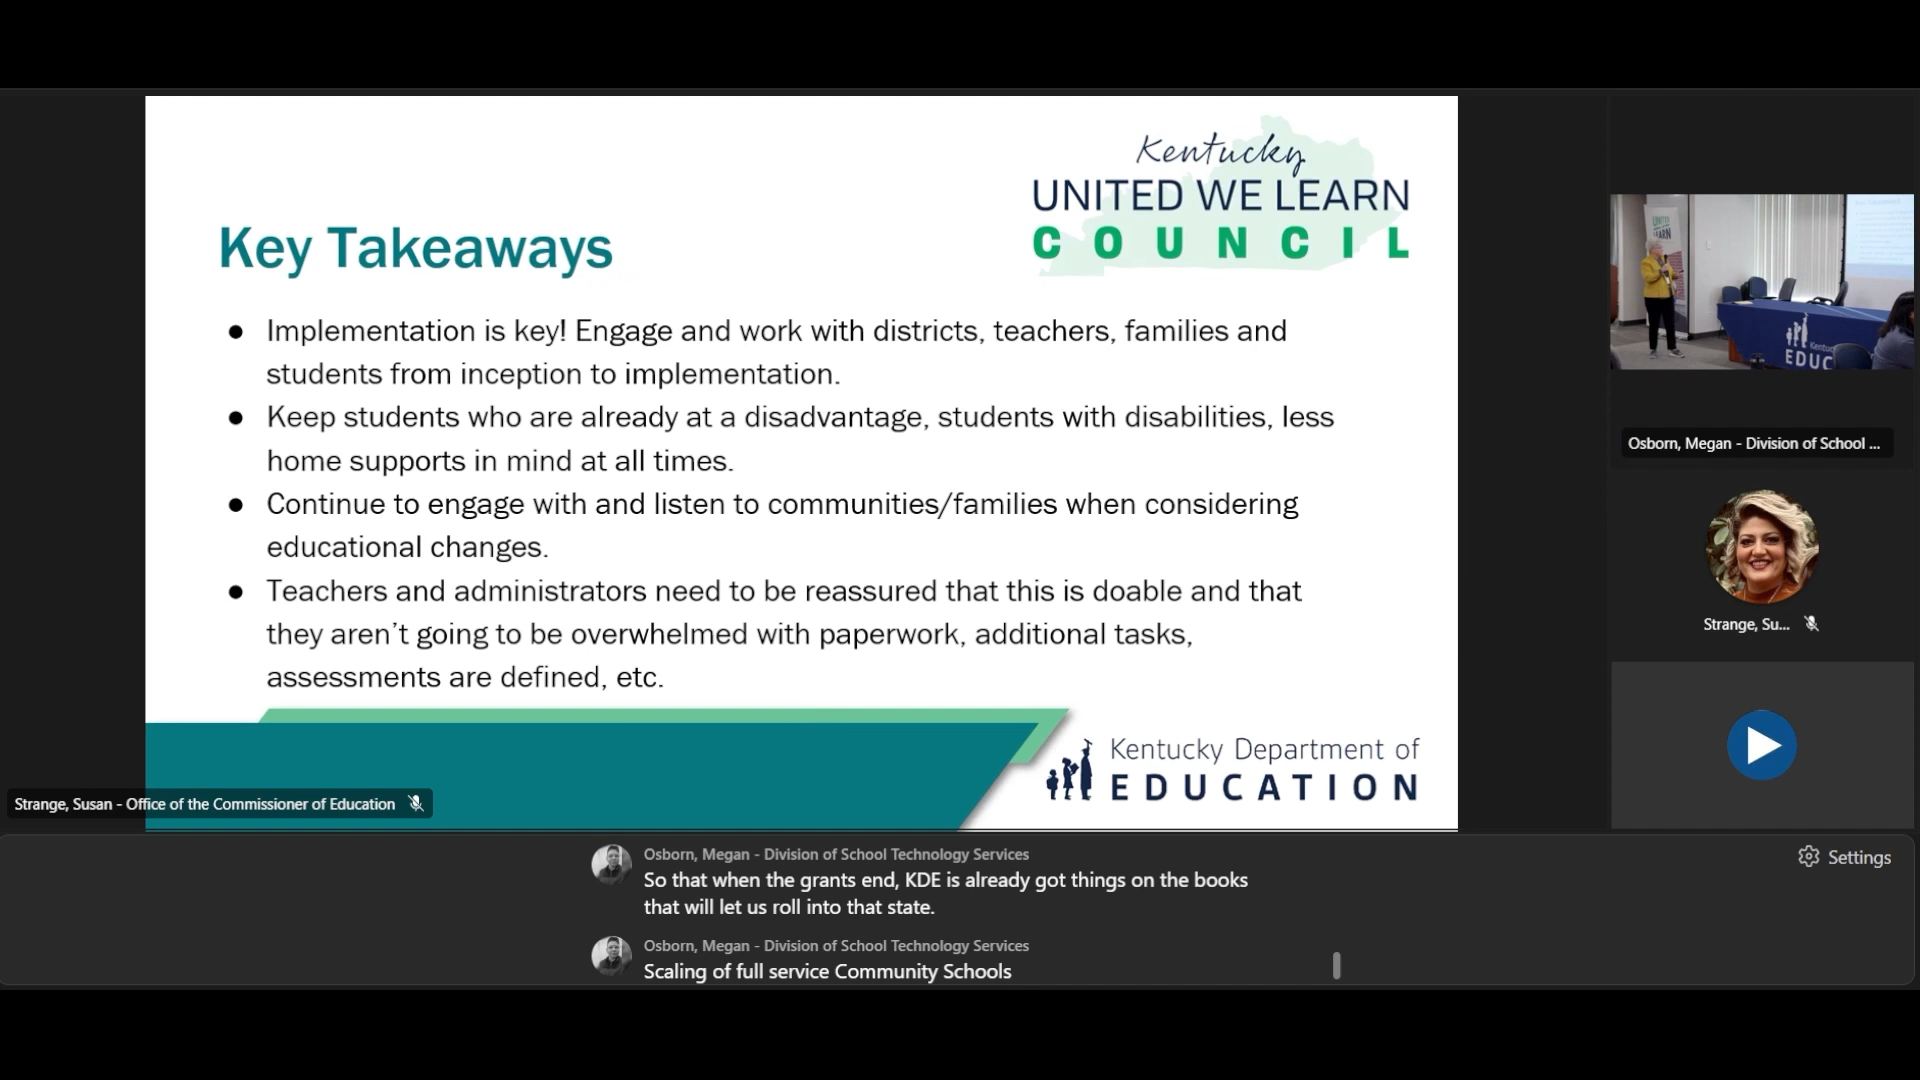 Kentucky
UNITED WE LEARN
COUNCIL
Key Takeaways
● Implementation is key! Engage and work with districts, teachers, families and
students from inception to implementation.
● Keep students who are already at a disadvantage, students with disabilities, less
home supports in mind at all times.
● Continue to engage with and listen to communities/families when considering
educational changes.
● Teachers and administrators need to be reassured that this is doable and that
they aren’t going to be overwhelmed with paperwork, additional tasks,
assessments are defined, etc.
Kentucky Department of
EDUCATION
Strange, Susan - Office of the Commissioner of Education
UNITED
LEARN
EDUC
Osborn, Megan - Division of School ...
Strange, Su...
Osborn, Megan - Division of School Technology Services
So that when the grants end, KDE is already got things on the books
that will let us roll into that state.
Osborn, Megan - Division of School Technology Services
Scaling of full service Community Schools
Settings